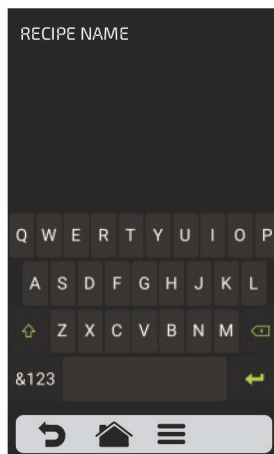 RECIPE NAME
Q W E R T Y U I O P
A S D F G H J K L
Z X C V B N M
&123